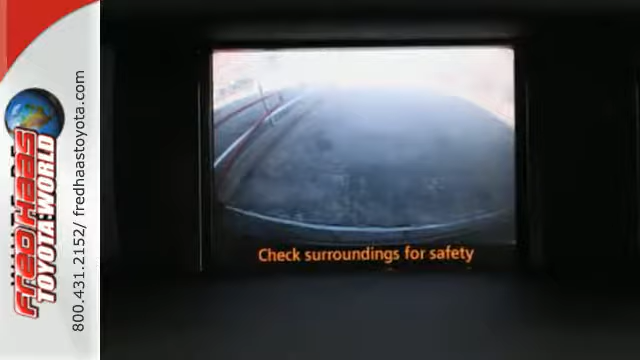 FRED HAAS
TOYOTA WORLD
800.431.2152/ fredhaastoyota.com
Check surroundings for safety